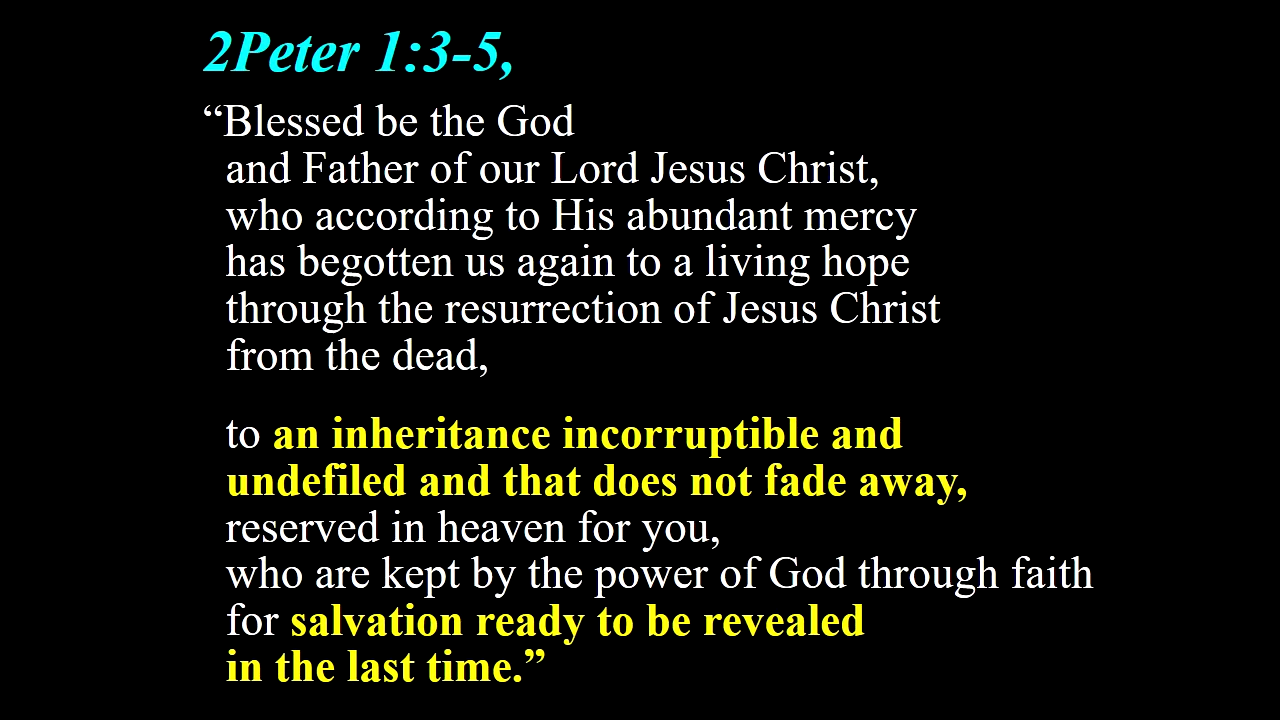 2Peter 1:3-5,
“Blessed be the God
and Father of our Lord Jesus Christ,
who according to His abundant mercy
has begotten us again to a living hope
through the resurrection of Jesus Christ
from the dead,
to an inheritance incorruptible and
undefiled and that does not fade away,
reserved in heaven for you,
who are kept by the power of God through faith
for salvation ready to be revealed
in the last time.”